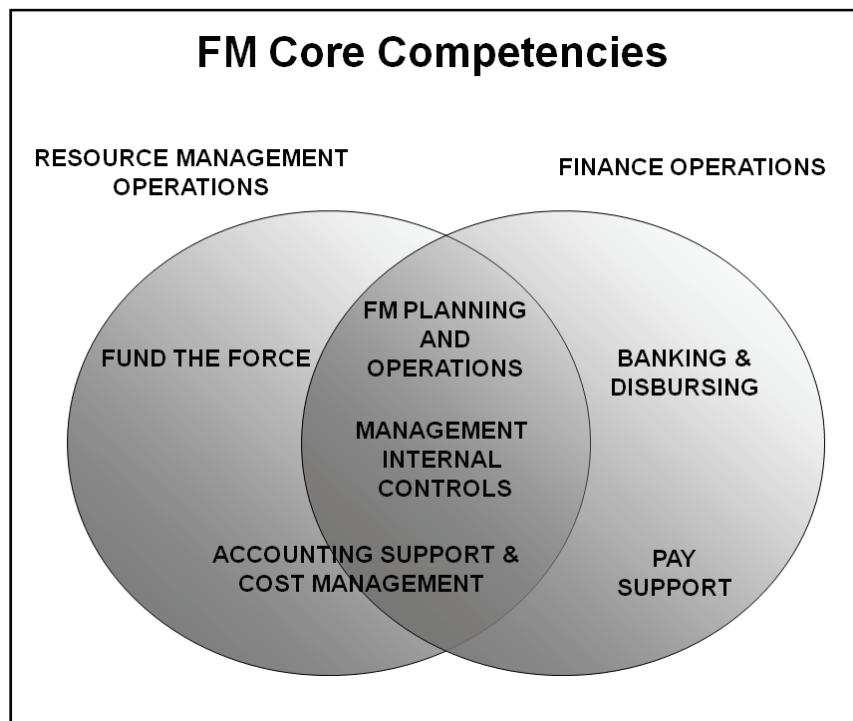 FM Core Competencies
RESOURCE MANAGEMENT
OPERATIONS
FINANCE OPERATIONS
FUND THE FORCE
FM PLANNING
AND
OPERATIONS
BANKING &
DISBURSING
MANAGEMENT
INTERNAL
CONTROLS
ACCOUNTING SUPPORT &
COST MANAGEMENT
PAY
SUPPORT